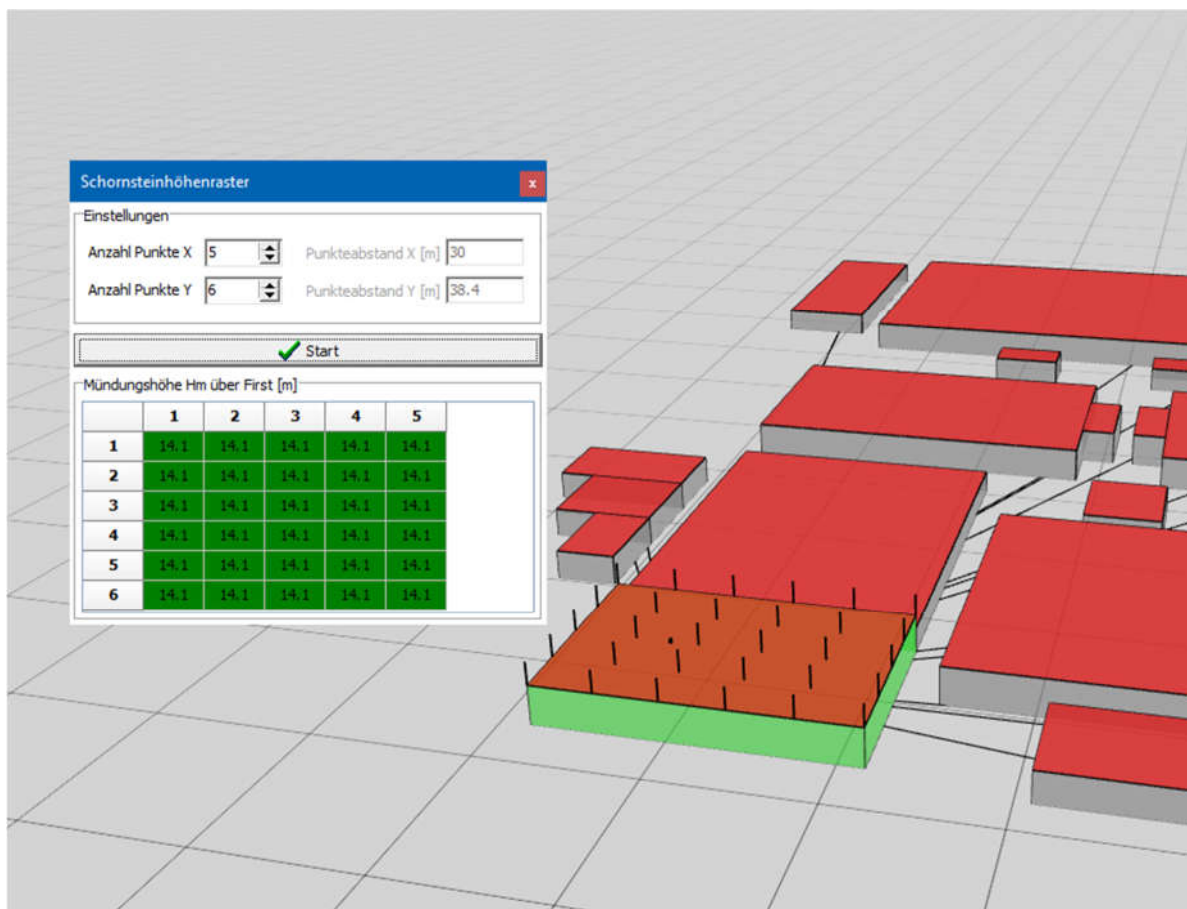 Schornsteinhöhenraster
x
Einstellungen
Anzahl Punkte X 5 Punkteabstand X [m] 30
Anzahl Punkte Y 6 Punkteabstand Y [m] 38.4
Start
Mündungshöhe Hm über First [m]
1 2 3 4 5
1 14.1 14.1 14.1 14.1 14.1
2 14.1 14.1 14.1 14.1 14.1
3 14.1 14.1 14.1 14.1 14.1
4 14.1 14.1 14.1 14.1 14.1
5 14.1 14.1 14.1 14.1 14.1
6 14.1 14.1 14.1 14.1 14.1